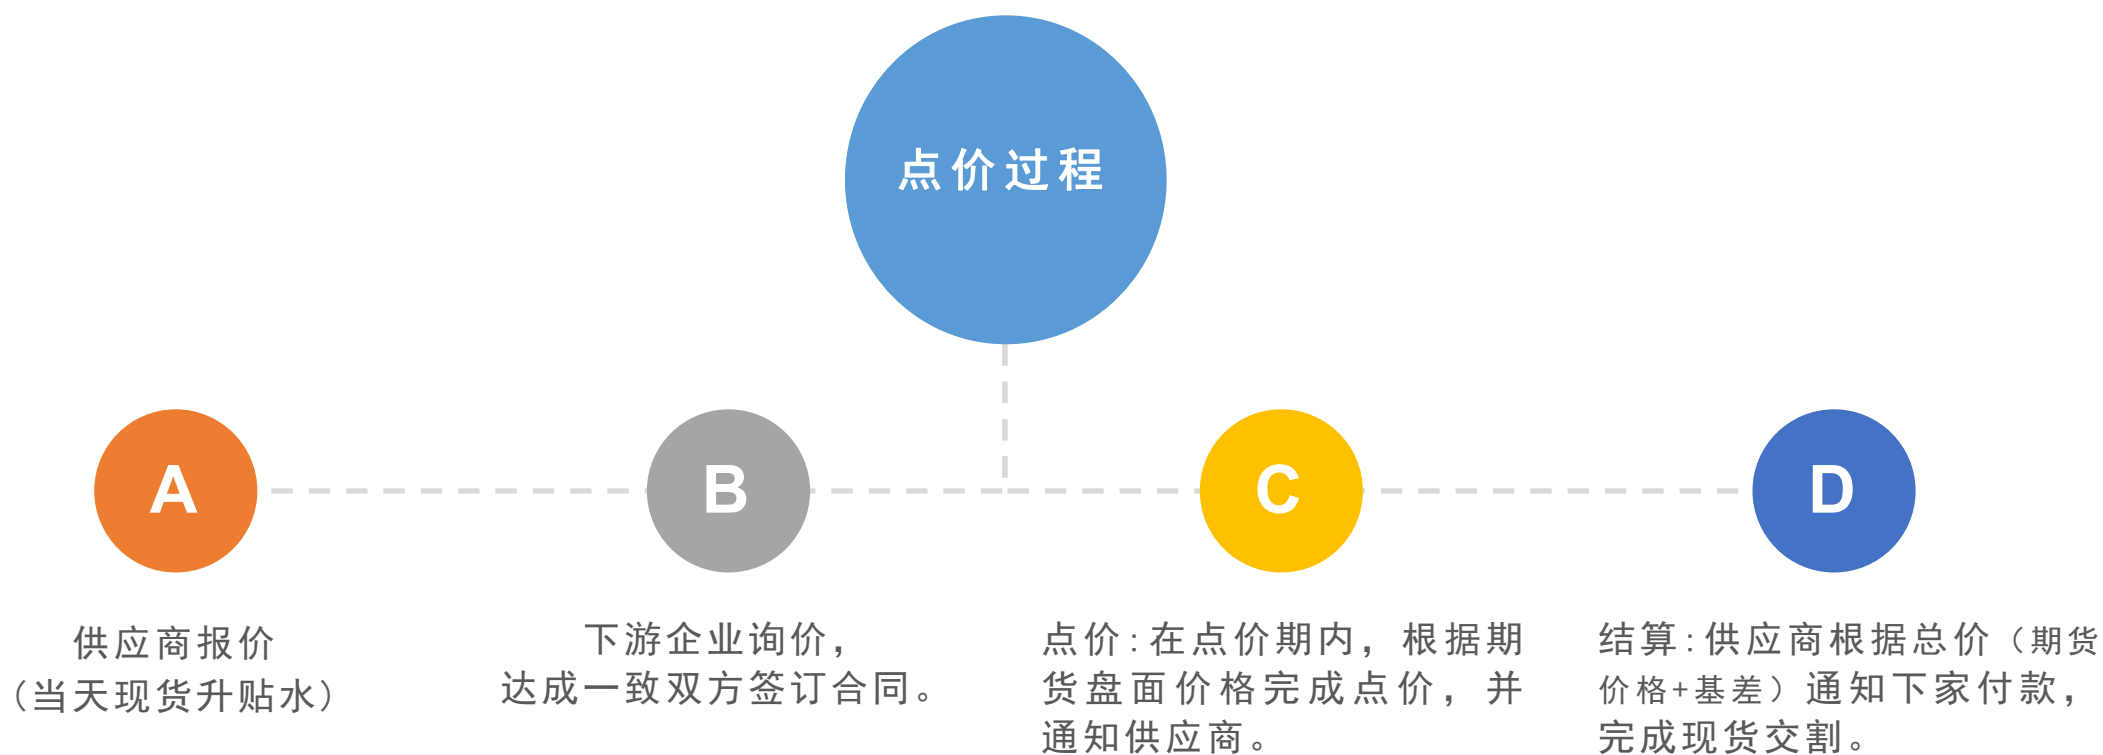 点价过程
A
B
C
D
供应商报价
（当天现货升贴水）
下游企业询价，
达成一致双方签订合同。
点价：在点价期内，根据期
货盘面价格完成点价，并
通知供应商。
结算：供应商根据总价（期货
价格+基差）通知下家付款，
完成现货交割。